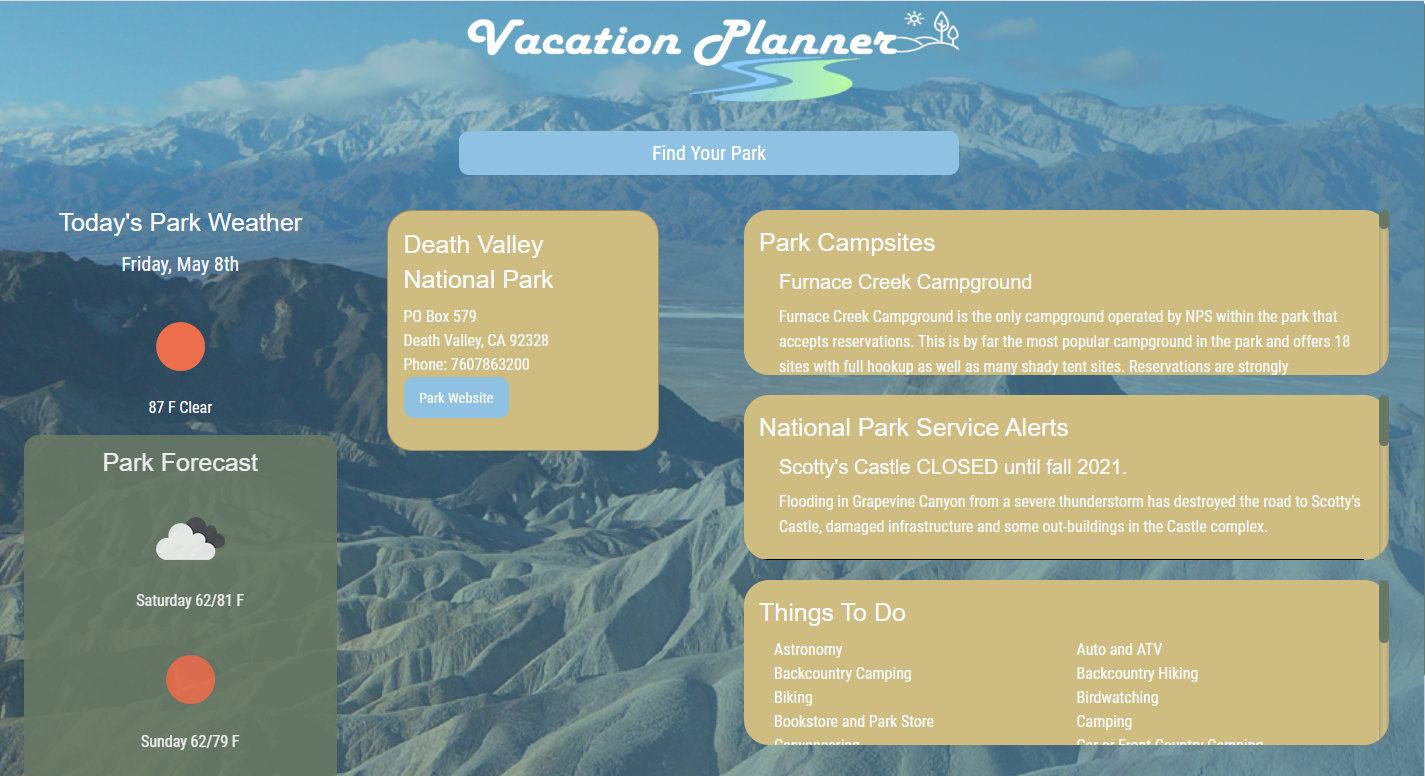 Vacation Planner
Find Your Park
Today's Park Weather
Friday, May 8th
87 F Clear
Park Forecast
Saturday 62/81 F
Sunday 62/79 F
Death Valley
National Park
PO Box 579
Death Valley, CA 92328
Phone: 7607863200
Park Website
Park Campsites
Furnace Creek Campground
Furnace Creek Campground is the only campground operated by NPS within the park that
accepts reservations. This is by far the most popular campground in the park and offers 18
sites with full hookup as well as many shady tent sites. Reservations are strongly
National Park Service Alerts
Scotty's Castle CLOSED until fall 2021.
Flooding in Grapevine Canyon from a severe thunderstorm has destroyed the road to Scotty's
Castle, damaged infrastructure and some out-buildings in the Castle complex.
Things To Do
Astronomy
Backcountry Camping
Biking
Bookstore and Park Store
Canyoneering
Auto and ATV
Backcountry Hiking
Birdwatching
Camping
Car or Front Country Camping